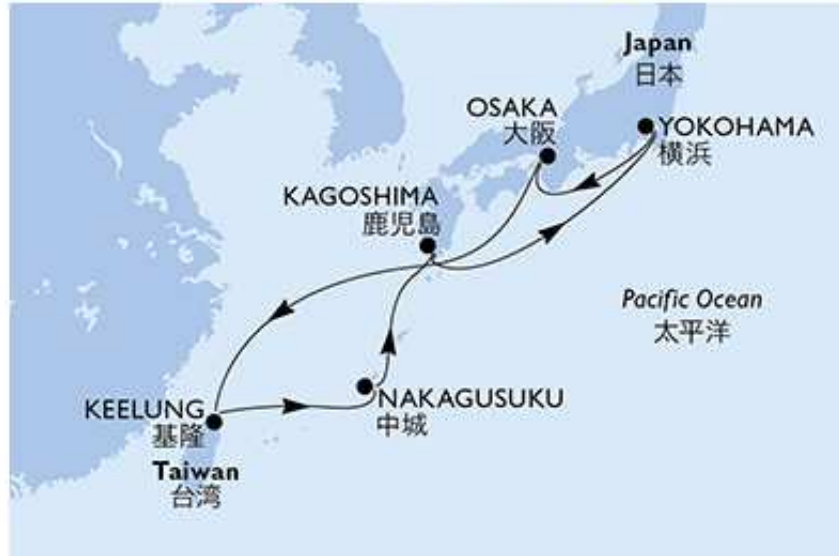 Japan
日本
OSAKA
大阪
YOKOHAMA
横浜
KAGOSHIMA
鹿児島
Pacific Ocean
太平洋
NAKAGUSUKU
中城
KEELUNG
基隆
Taiwan
台湾